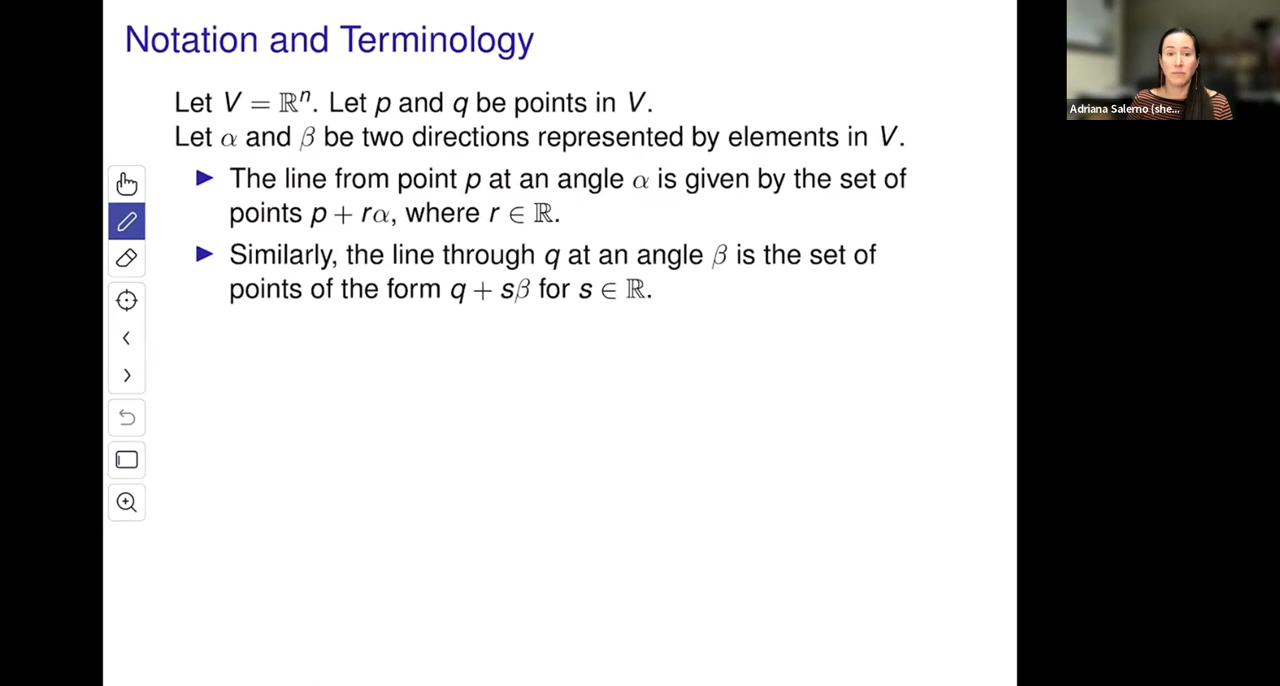 Notation and Terminology
Let V = ℝⁿ. Let p and q be points in V.
Let α and β be two directions represented by elements in V.
▶ The line from point p at an angle α is given by the set of
points p + rα, where r ∈ ℝ.
▶ Similarly, the line through q at an angle β is the set of
points of the form q + sβ for s ∈ ℝ.
Adriana Salerno (she...